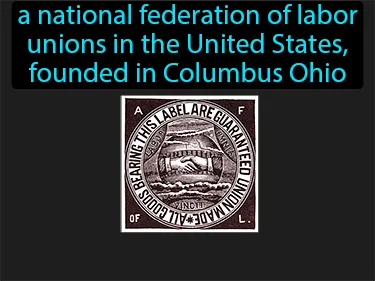 a national federation of labor
unions in the United States,
founded in Columbus Ohio
A F
ALL GOODS BEARING THIS LABEL ARE GUARANTEED UNION MADE
OF L.